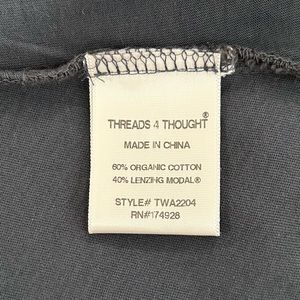 THREADS 4 THOUGHT®
MADE IN CHINA
60% ORGANIC COTTON
40% LENZING MODAL®
STYLE# TWA2204
RN#174928